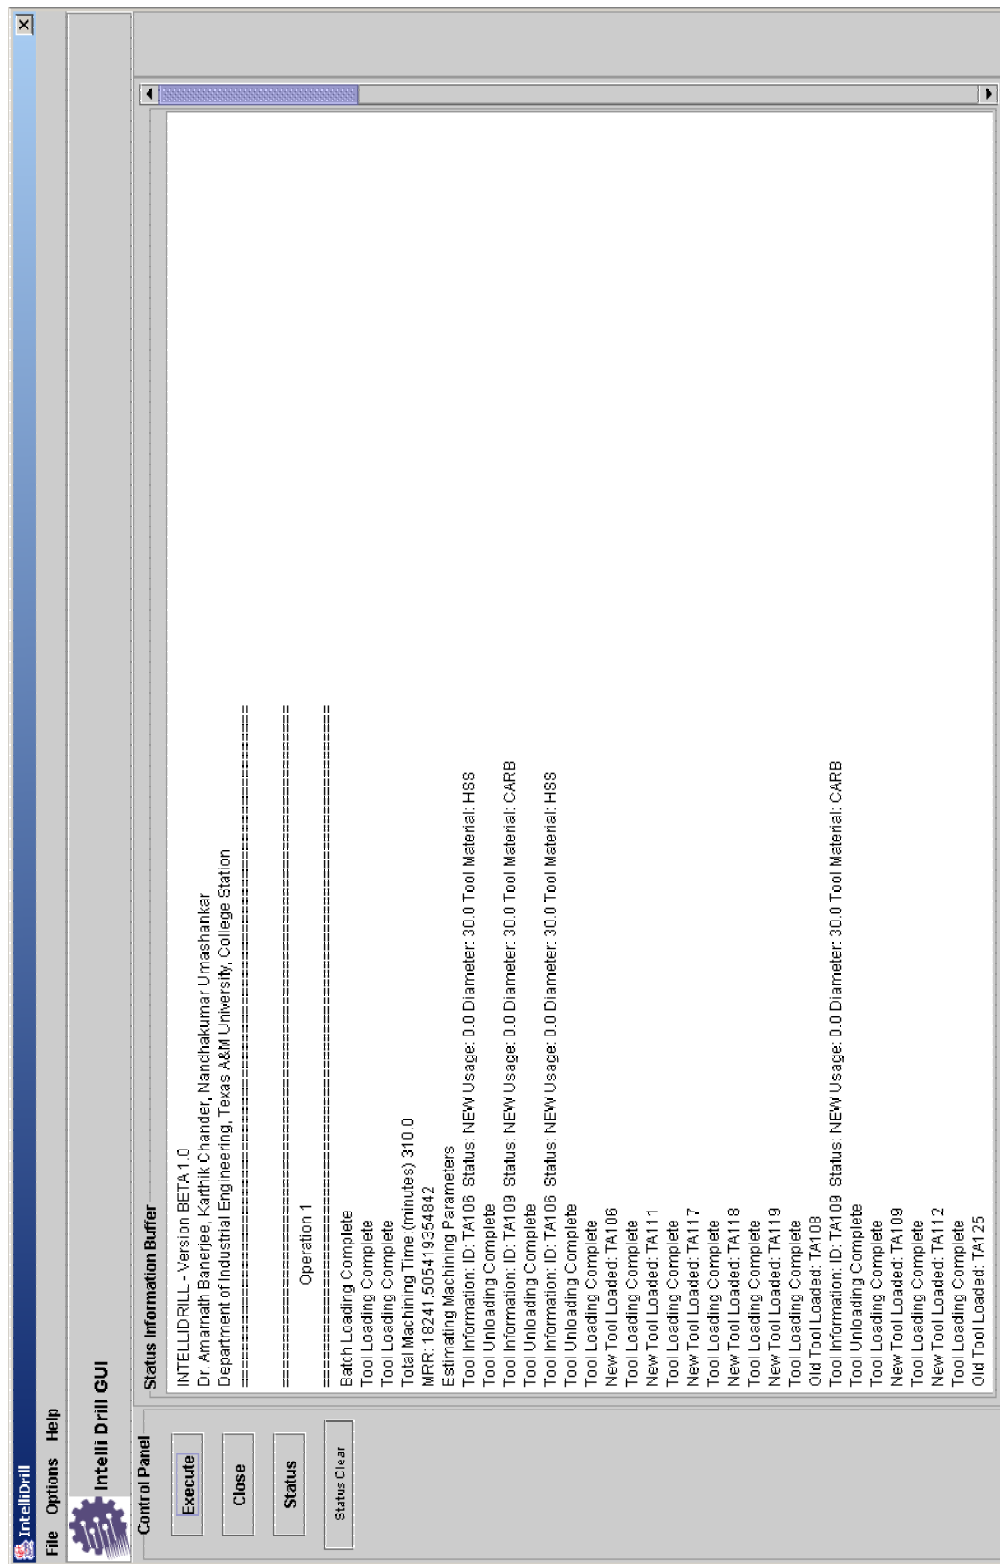 IntelliDrill
File Options Help
Intelli Drill GUI
Control Panel
Execute
Close
Status
Status Clear
Status Information Buffer
INTELLIDRILL - Version BETA 1.0
Dr. Amarnath Banerjee, Karthik Chander, Nanchakumar Umashankar
Department of Industrial Engineering, Texas A&M University, College Station
Operation 1
Batch Loading Complete
Tool Loading Complete
Tool Loading Complete
Total Machining Time (minutes) 310.0
MRR: 18241.505419354842
Estimating Machining Parameters
Tool Information: ID: TA106 Status: NEW Usage: 0.0 Diameter: 30.0 Tool Material: HSS
Tool Unloading Complete
Tool Information: ID: TA109 Status: NEW Usage: 0.0 Diameter: 30.0 Tool Material: CARB
Tool Unloading Complete
Tool Information: ID: TA106 Status: NEW Usage: 0.0 Diameter: 30.0 Tool Material: HSS
Tool Unloading Complete
Tool Loading Complete
New Tool Loaded: TA106
Tool Loading Complete
New Tool Loaded: TA111
Tool Loading Complete
New Tool Loaded: TA117
Tool Loading Complete
New Tool Loaded: TA118
Tool Loading Complete
New Tool Loaded: TA119
Tool Loading Complete
Old Tool Loaded: TA108
Tool Information: ID: TA109 Status: NEW Usage: 0.0 Diameter: 30.0 Tool Material: CARB
Tool Unloading Complete
Tool Loading Complete
New Tool Loaded: TA109
Tool Loading Complete
New Tool Loaded: TA112
Tool Loading Complete
Old Tool Loaded: TA125